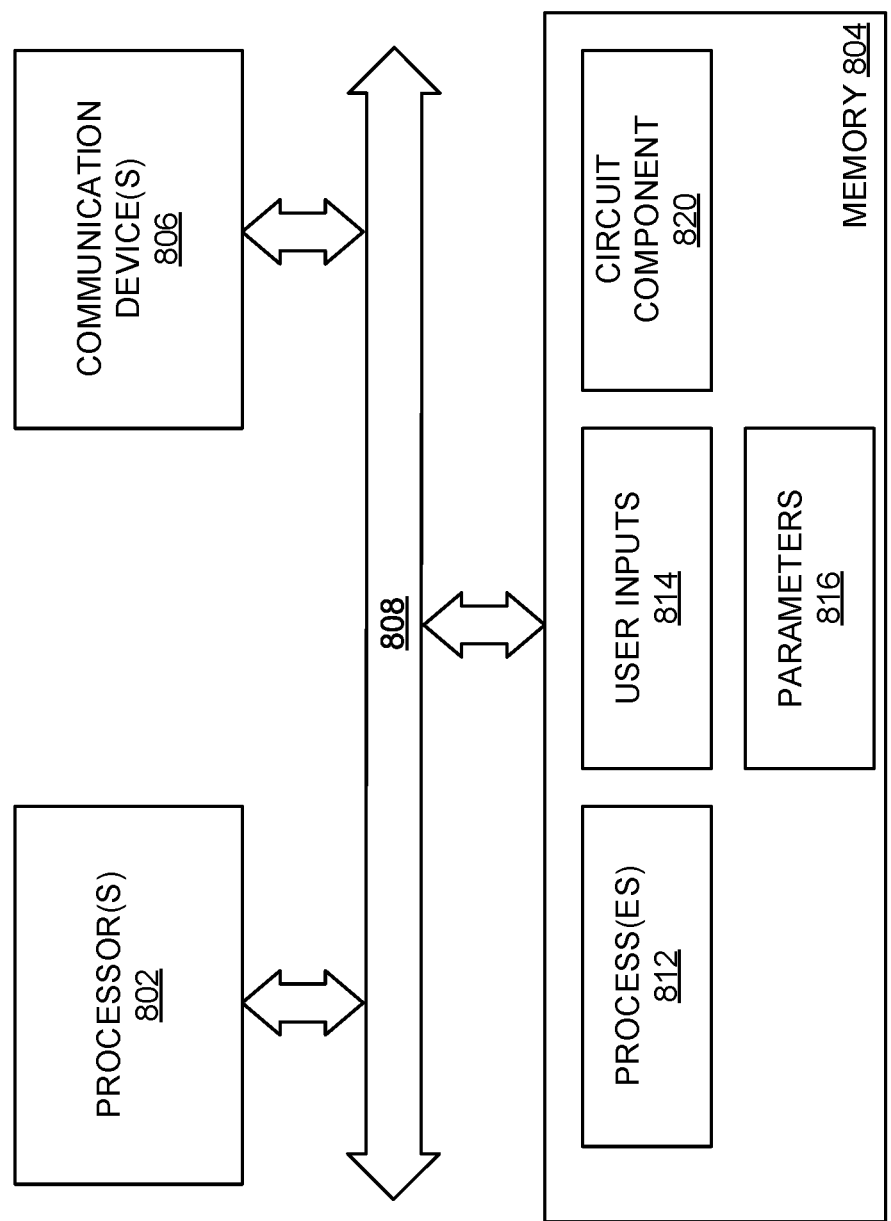 PROCESSOR(S)
802
COMMUNICATION
DEVICE(S)
806
808
PROCESS(ES)
812
USER INPUTS
814
CIRCUIT
COMPONENT
820
PARAMETERS
816
MEMORY 804